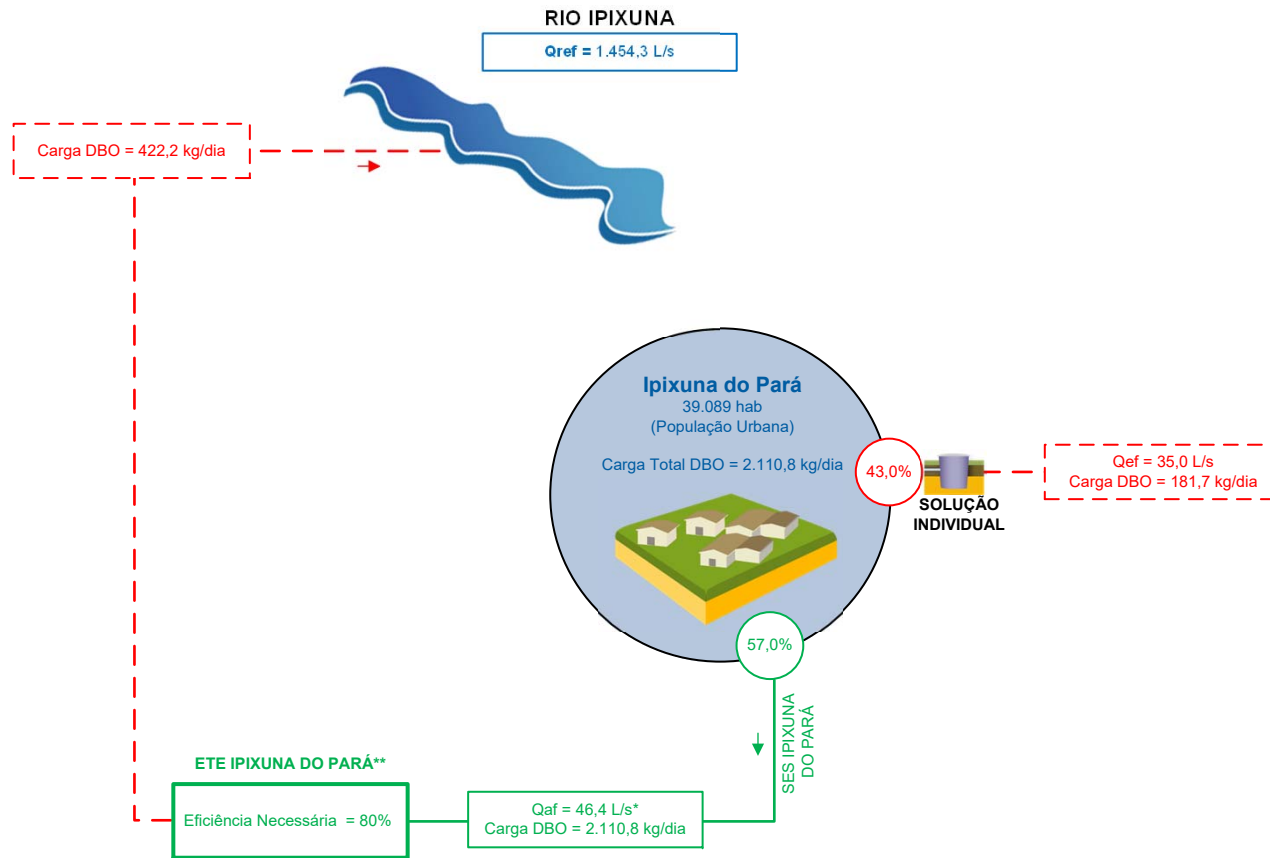 RIO IPIXUNA
Qref = 1.454,3 L/s
Carga DBO = 422,2 kg/dia
Ipixuna do Pará
39.089 hab
(População Urbana)
Carga Total DBO = 2.110,8 kg/dia
43,0%
SOLUÇÃO
INDIVIDUAL
Qef = 35,0 L/s
Carga DBO = 181,7 kg/dia
57,0%
SES IPIXUNA
DO PARÁ
ETE IPIXUNA DO PARÁ**
Eficiência Necessária = 80%
Qaf = 46,4 L/s*
Carga DBO = 2.110,8 kg/dia